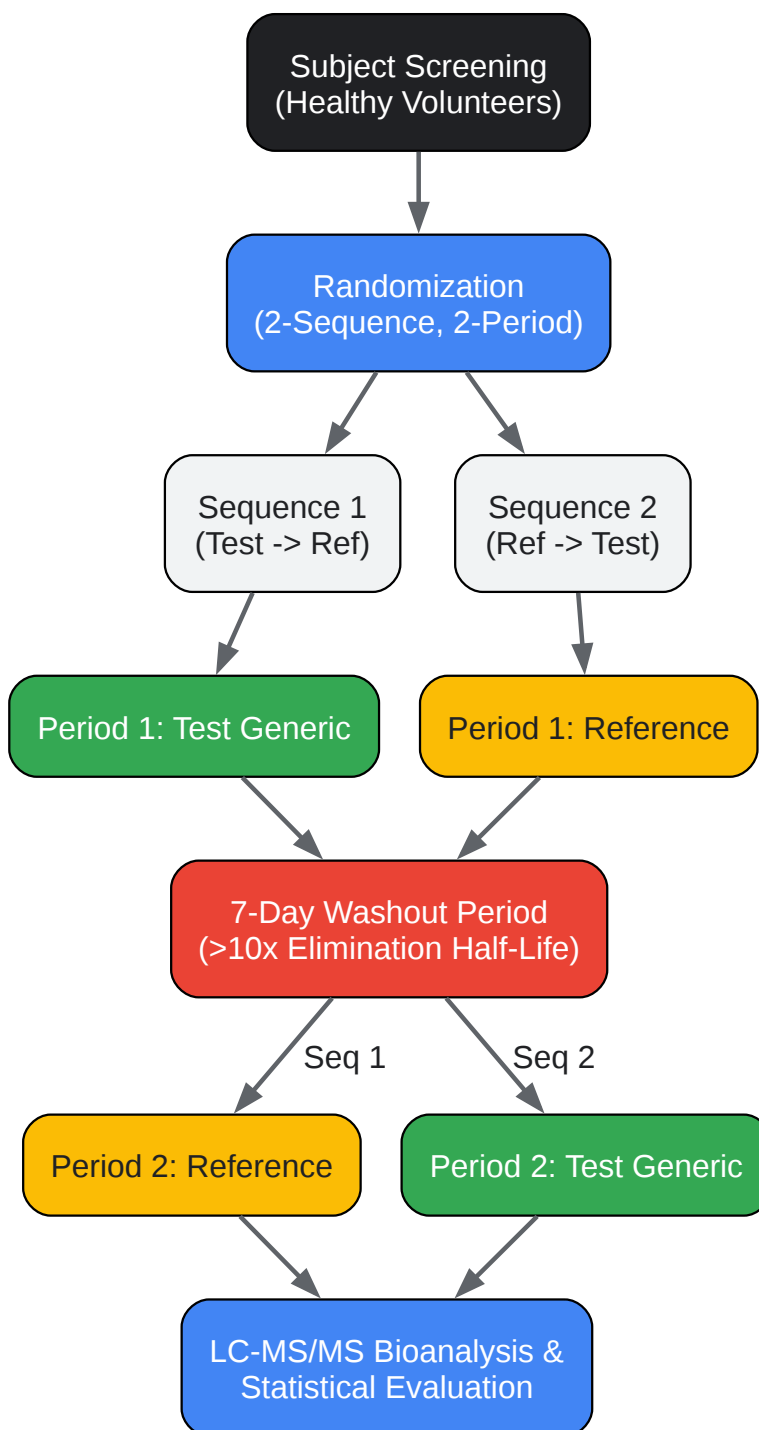 Subject Screening
(Healthy Volunteers)
Randomization
(2-Sequence, 2-Period)
Sequence 1
(Test -> Ref)
Sequence 2
(Ref -> Test)
Period 1: Test Generic
Period 1: Reference
7-Day Washout Period
(>10x Elimination Half-Life)
Seq 1
Seq 2
Period 2: Reference
Period 2: Test Generic
LC-MS/MS Bioanalysis &
Statistical Evaluation